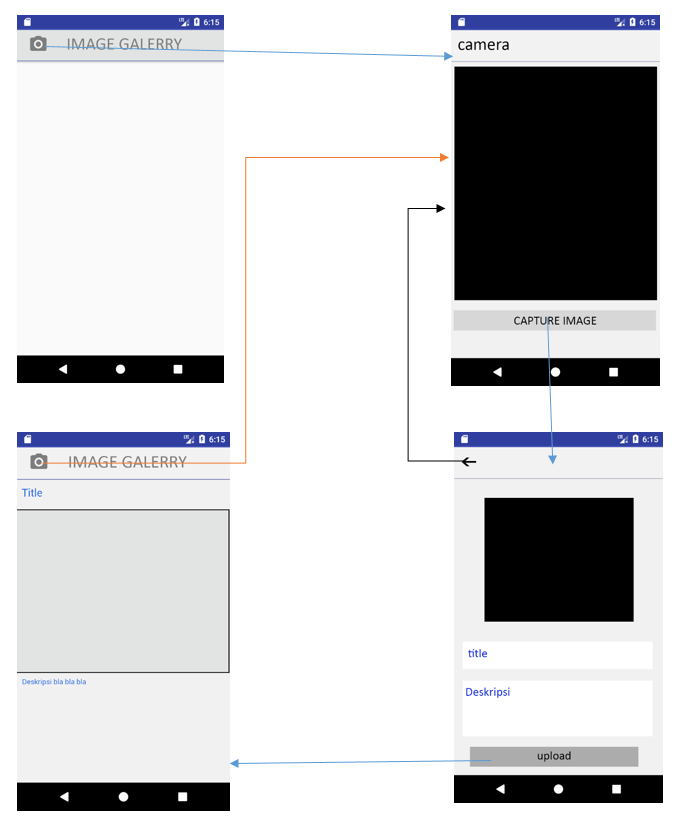 6:15
IMAGE GALERRY
6:15
camera
CAPTURE IMAGE
6:15
IMAGE GALERRY
Title
Deskripsi bla bla bla
6:15
title
Deskripsi
upload